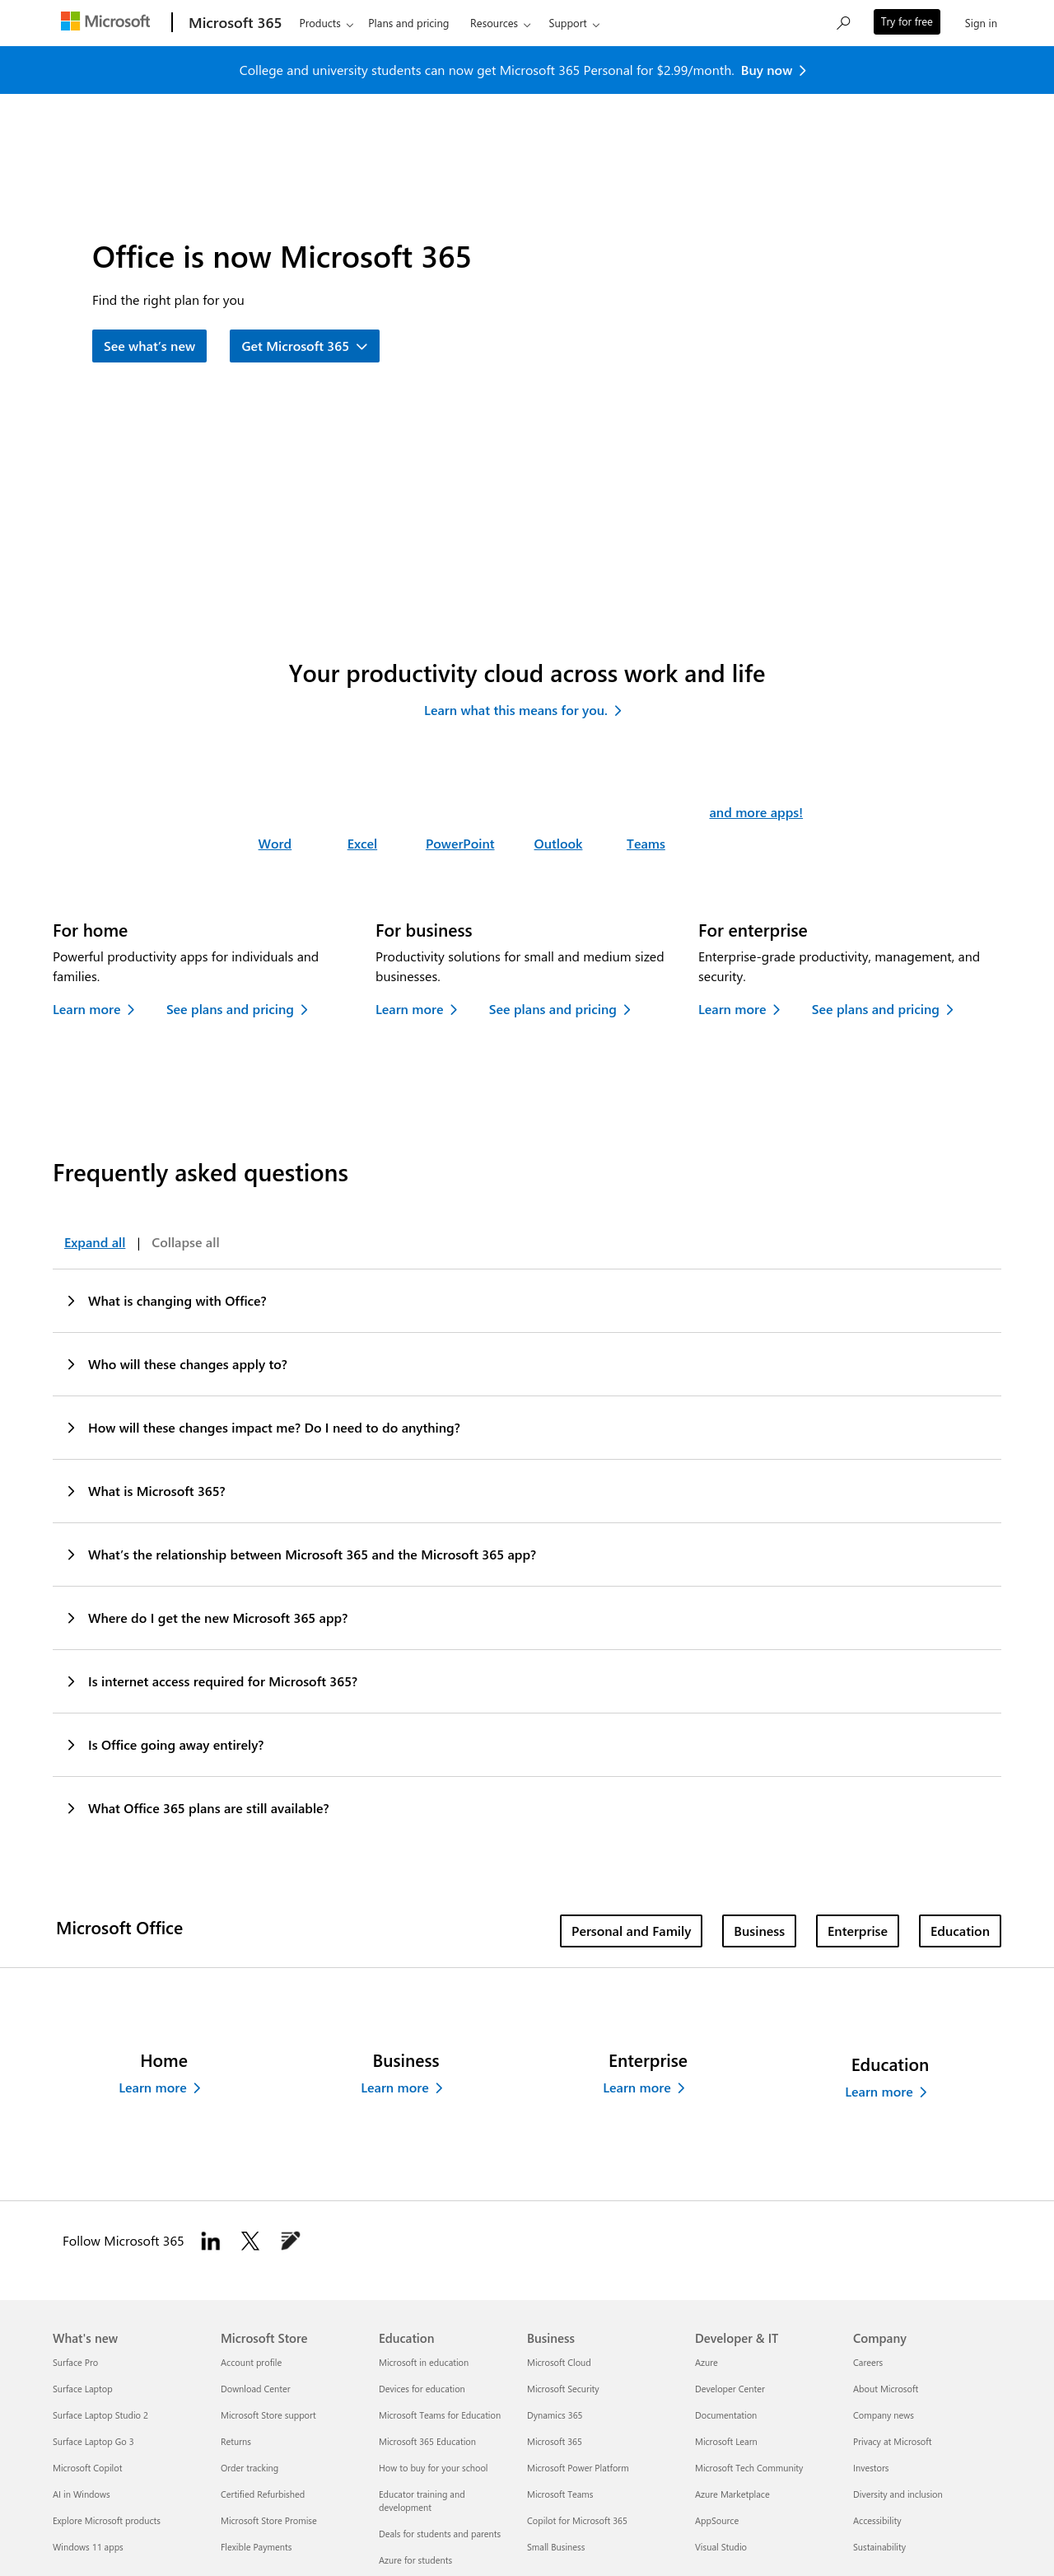 Microsoft
Microsoft 365
Products
Plans and pricing
Resources
Support
Try for free
Sign in
College and university students can now get Microsoft 365 Personal for $2.99/month. Buy now
Office is now Microsoft 365
Find the right plan for you
See what's new
Get Microsoft 365
Your productivity cloud across work and life
Learn what this means for you.
and more apps!
Word
Excel
PowerPoint
Outlook
Teams
For home
Powerful productivity apps for individuals and
families.
Learn more
See plans and pricing
For business
Productivity solutions for small and medium sized
businesses.
Learn more
See plans and pricing
For enterprise
Enterprise-grade productivity, management, and
security.
Learn more
See plans and pricing
Frequently asked questions
Expand all | Collapse all
What is changing with Office?
Who will these changes apply to?
How will these changes impact me? Do I need to do anything?
What is Microsoft 365?
What's the relationship between Microsoft 365 and the Microsoft 365 app?
Where do I get the new Microsoft 365 app?
Is internet access required for Microsoft 365?
Is Office going away entirely?
What Office 365 plans are still available?
Microsoft Office
Personal and Family
Business
Enterprise
Education
Home
Learn more
Business
Learn more
Enterprise
Learn more
Education
Learn more
Follow Microsoft 365
What's new
Surface Pro
Surface Laptop
Surface Laptop Studio 2
Surface Laptop Go 3
Microsoft Copilot
AI in Windows
Explore Microsoft products
Windows 11 apps
Microsoft Store
Account profile
Download Center
Microsoft Store support
Returns
Order tracking
Certified Refurbished
Microsoft Store Promise
Flexible Payments
Education
Microsoft in education
Devices for education
Microsoft Teams for Education
Microsoft 365 Education
How to buy for your school
Educator training and
development
Deals for students and parents
Azure for students
Business
Microsoft Cloud
Microsoft Security
Dynamics 365
Microsoft 365
Microsoft Power Platform
Microsoft Teams
Copilot for Microsoft 365
Small Business
Developer & IT
Azure
Developer Center
Documentation
Microsoft Learn
Microsoft Tech Community
Azure Marketplace
AppSource
Visual Studio
Company
Careers
About Microsoft
Company news
Privacy at Microsoft
Investors
Diversity and inclusion
Accessibility
Sustainability